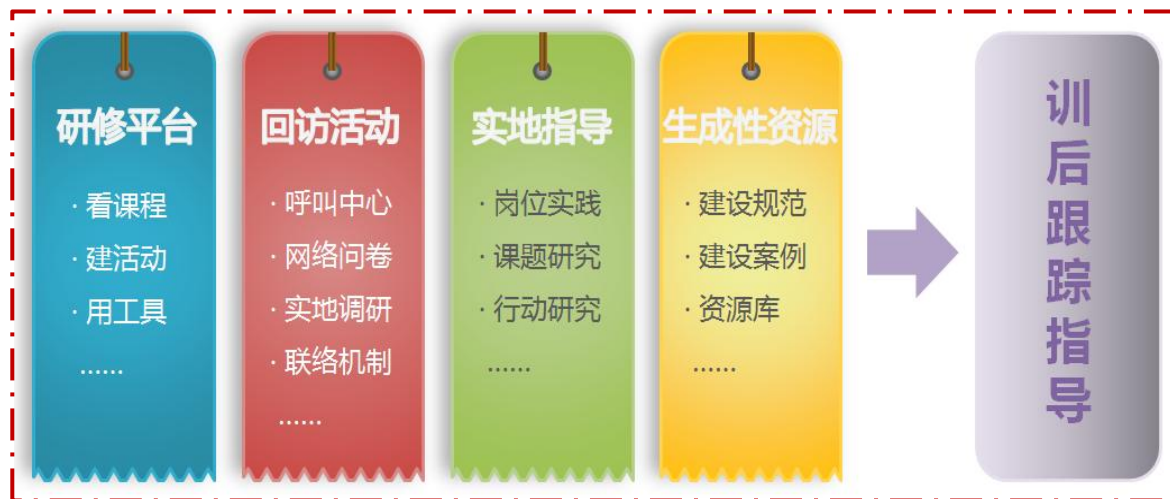 研修平台
· 看课程
· 建活动
· 用工具
......
回访活动
· 呼叫中心
· 网络问卷
· 实地调研
· 联络机制
......
实地指导
· 岗位实践
· 课题研究
· 行动研究
......
生成性资源
· 建设规范
· 建设案例
· 资源库
......
训后跟踪指导